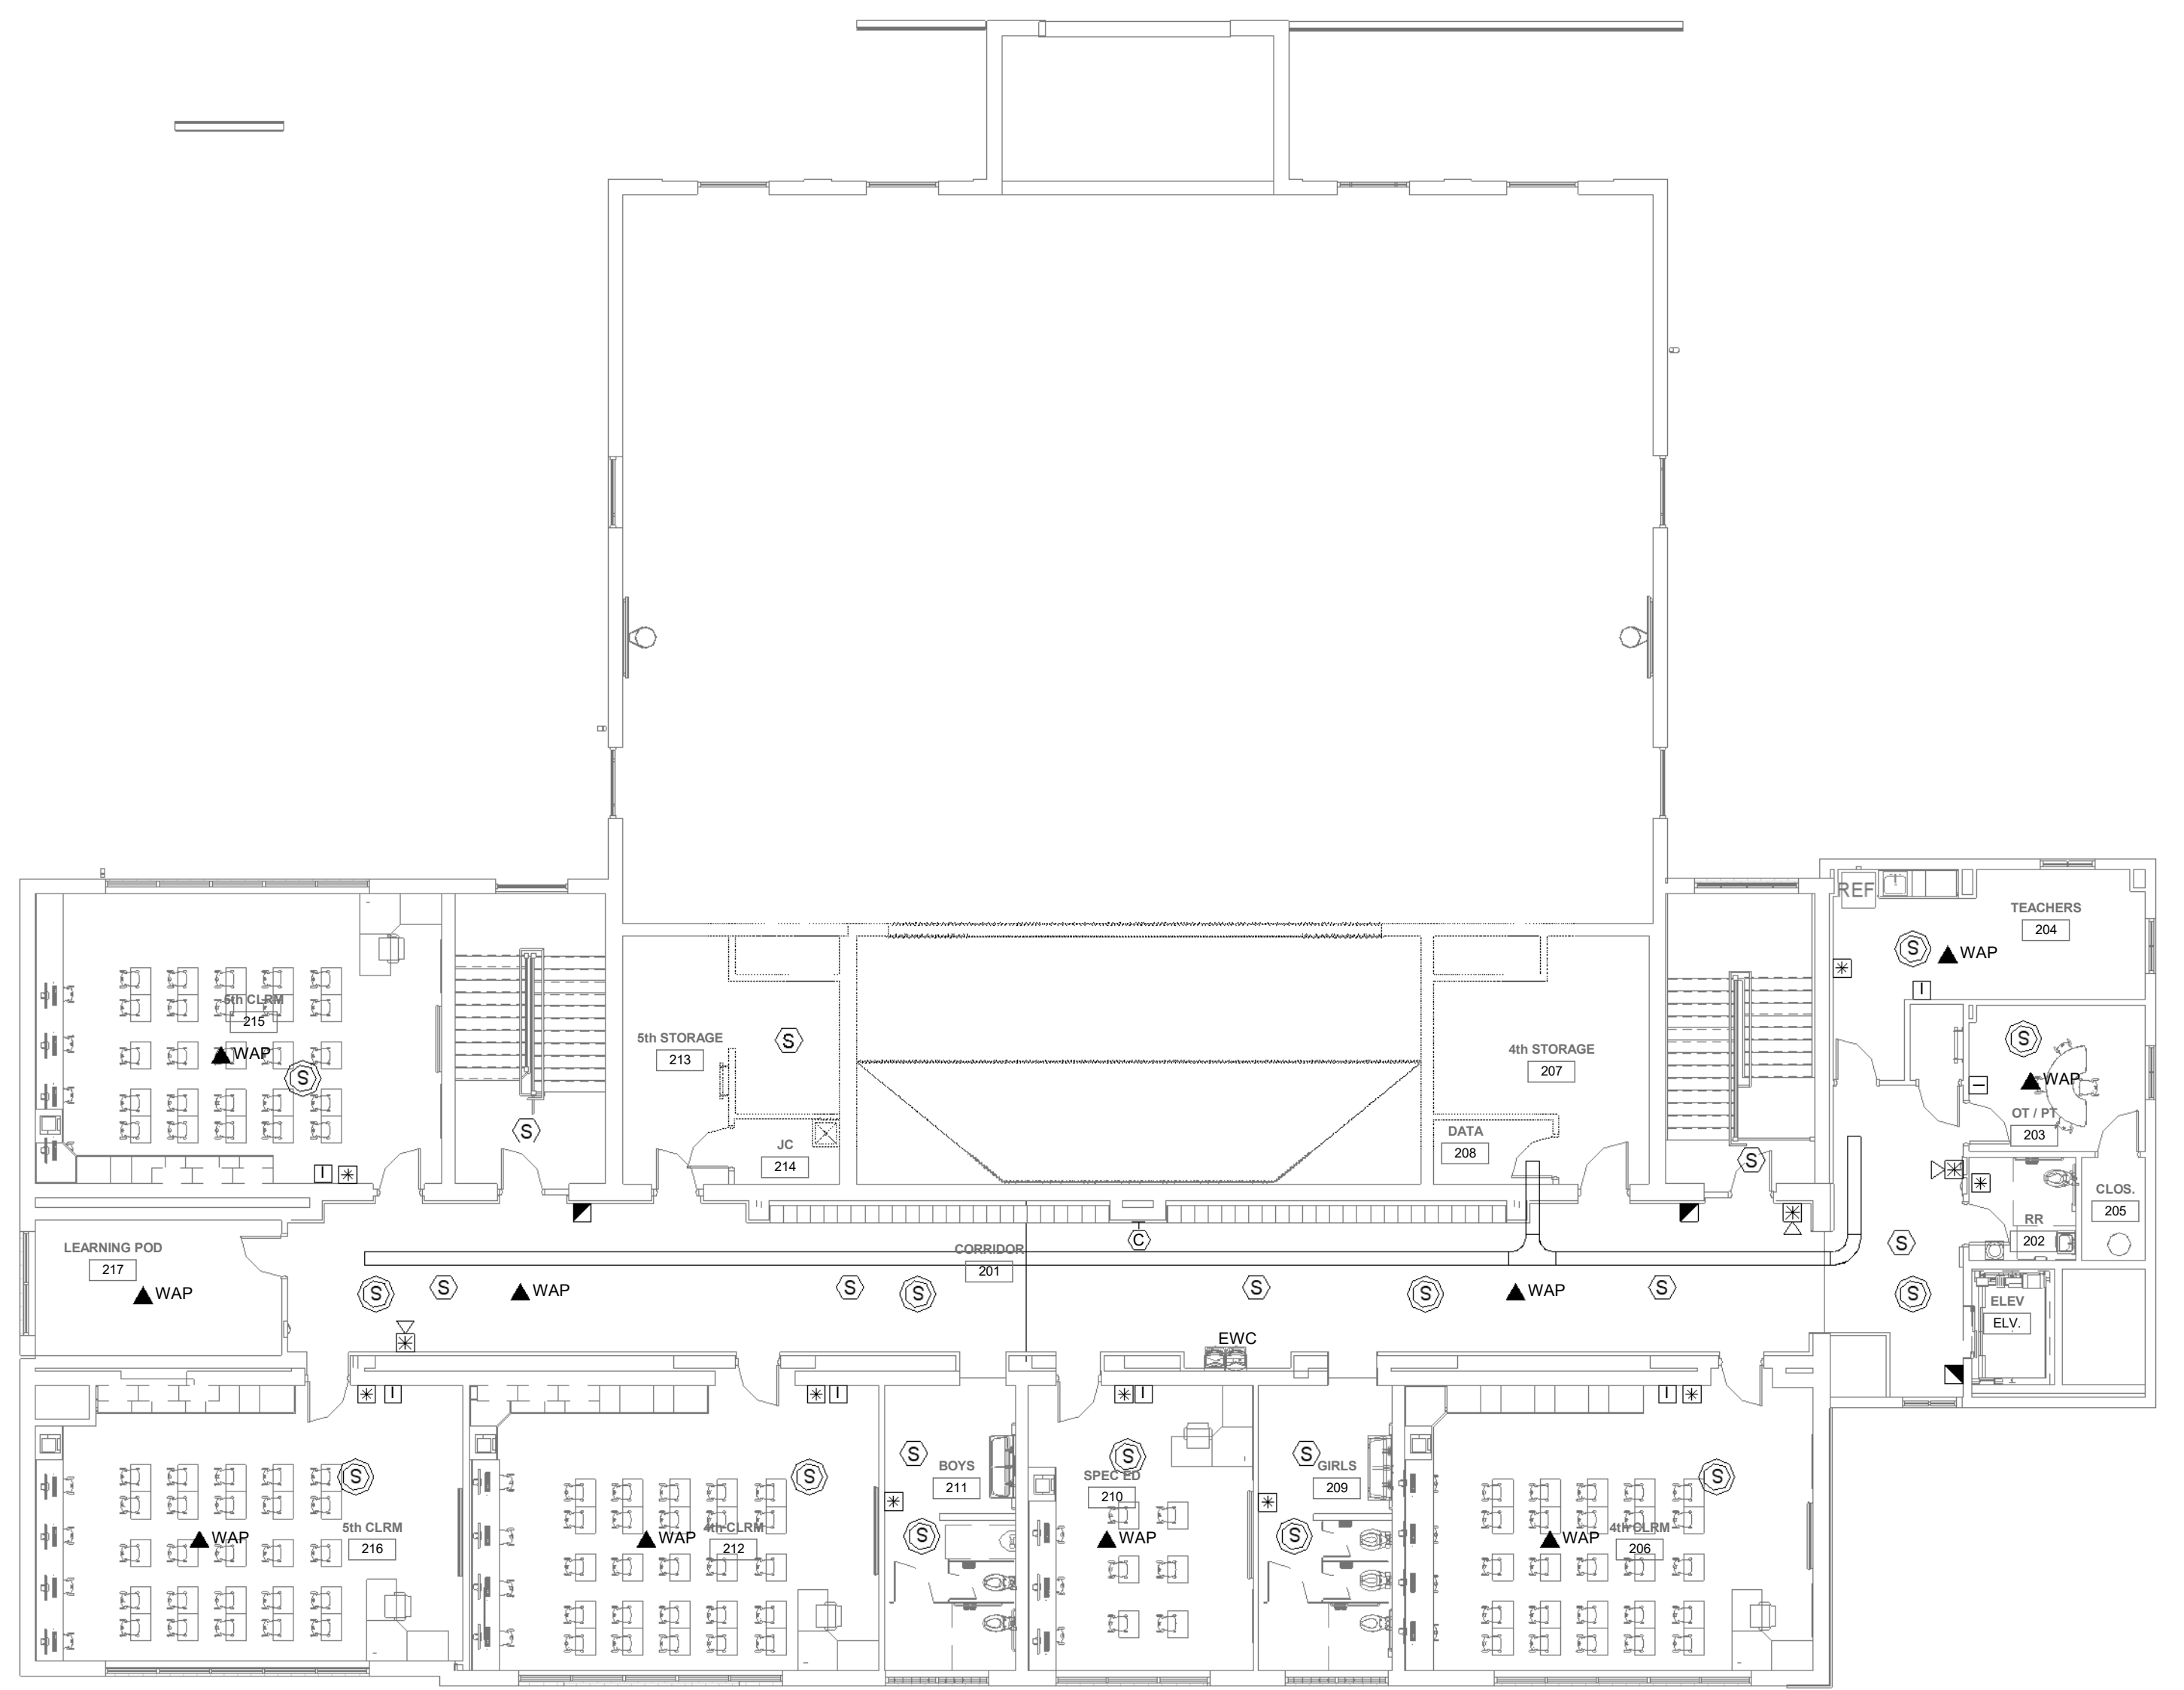 REF
TEACHERS
204
S
WAP
I
5th CLRM
215
WAP
S
S
5th STORAGE
213
S
4th STORAGE
207
S
WAP
OT / PT
203
I
S
JC
214
DATA
208
S
I
CLOS.
205
RR
202
LEARNING POD
217
WAP
CORRIDOR
201
C
S
S
S
WAP
S
S
S
S
WAP
S
S
ELEV
ELV.
EWC
I
I
I
I
S
S
S
BOYS
211
S
SPEC ED
210
S
GIRLS
209
S
WAP
5th CLRM
216
WAP
4th CLRM
212
S
WAP
S
WAP
4th CLRM
206